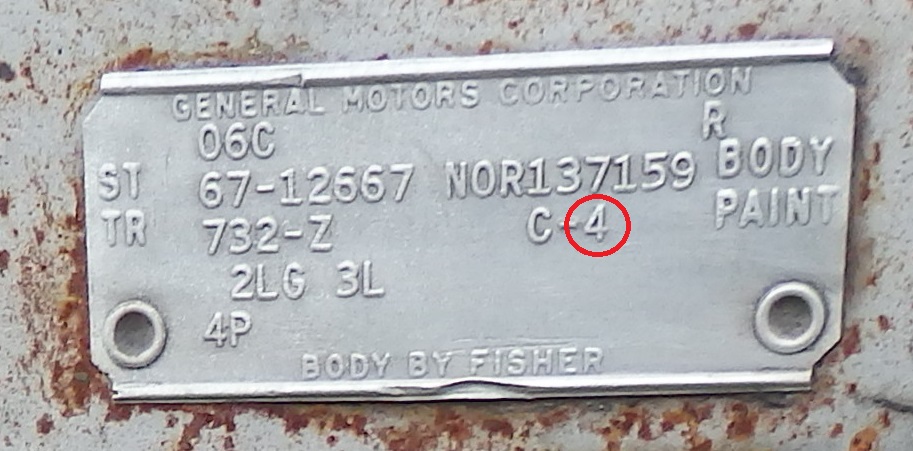 GENERAL MOTORS CORPORATION
06C R
ST 67-12667 NOR137159 BODY
TR 732-Z C-4 PAINT
2LG 3L
4P
BODY BY FISHER